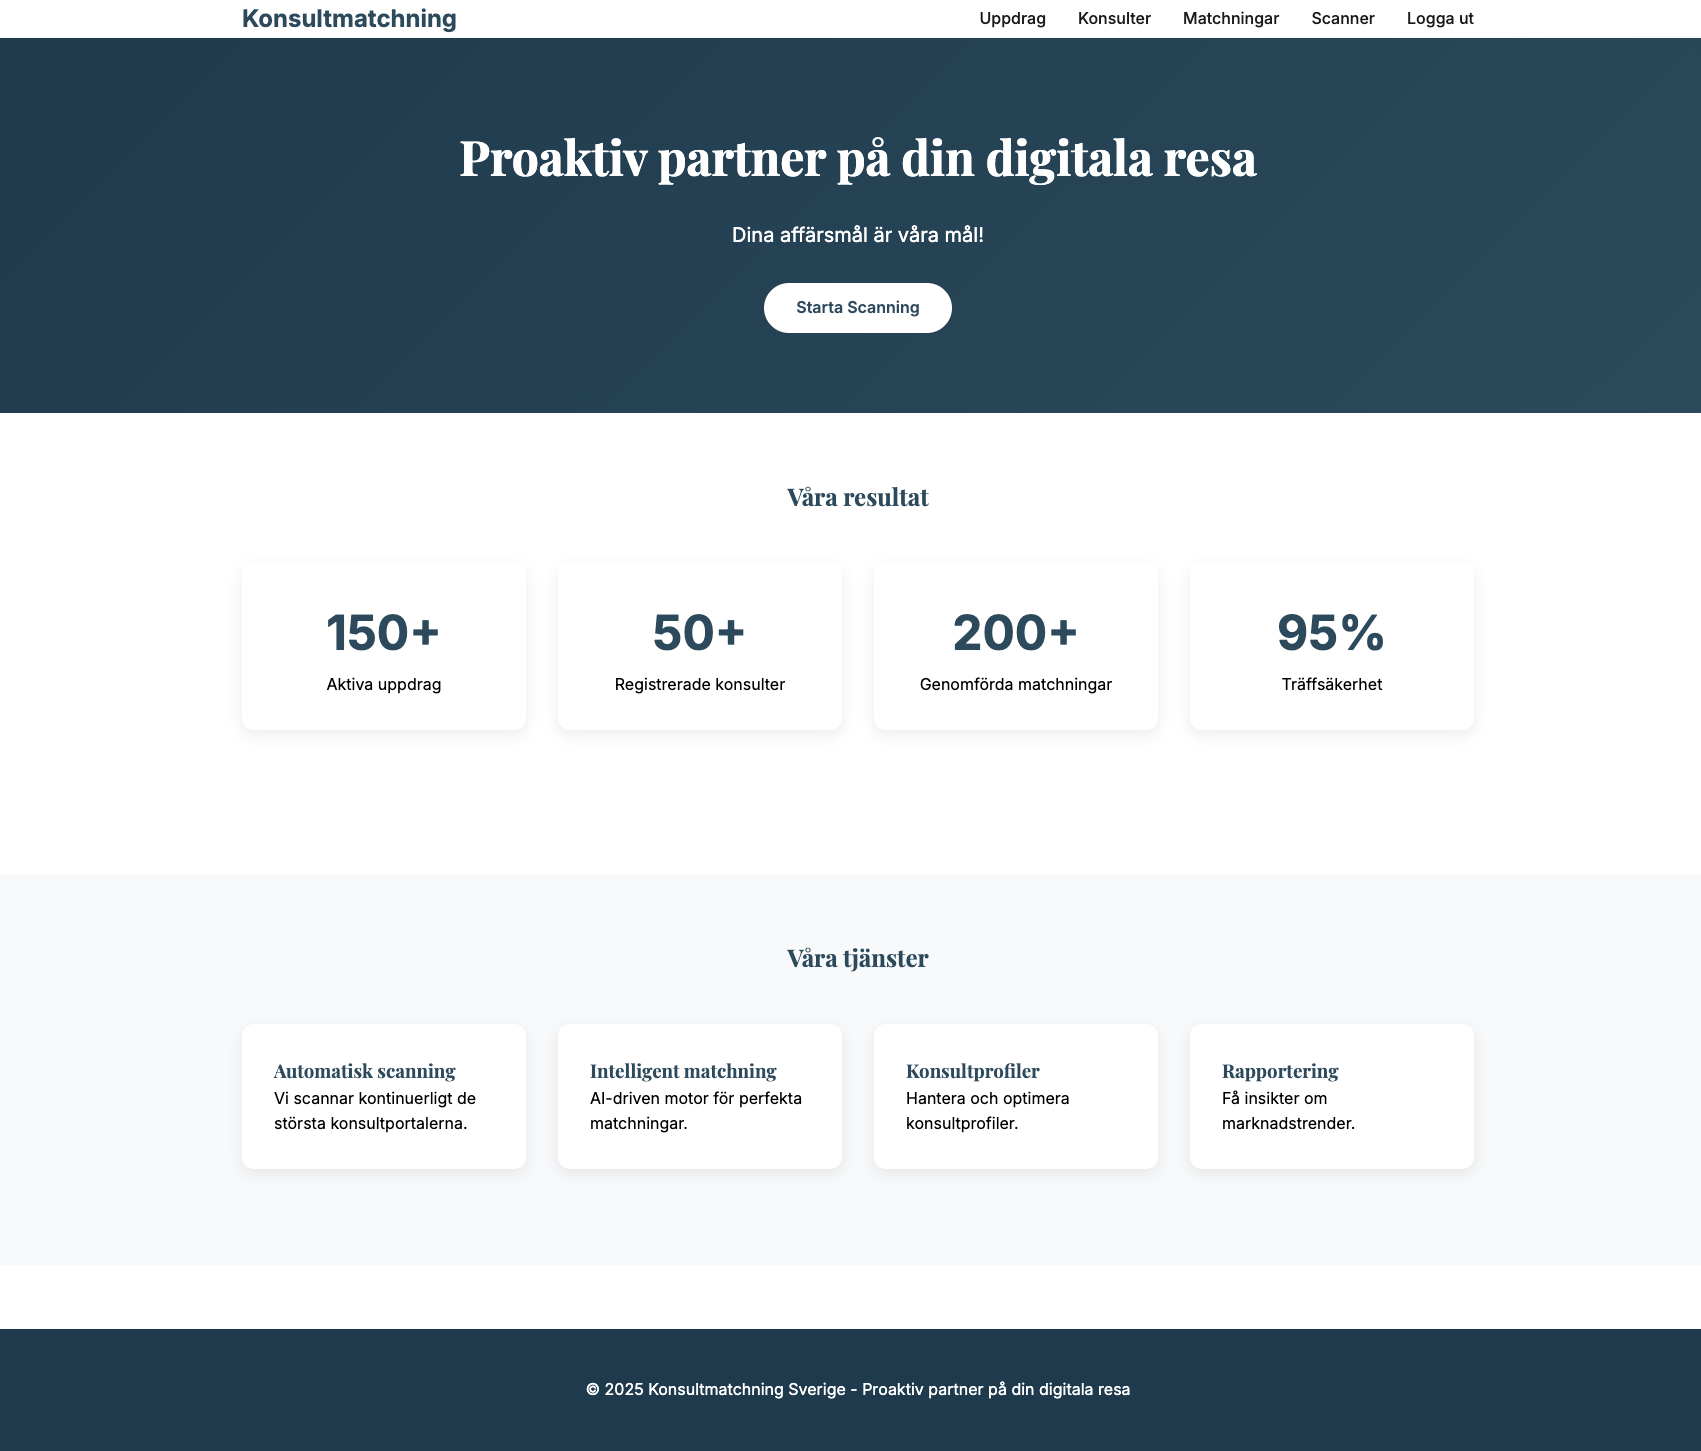 Konsultmatchning
Uppdrag Konsulter Matchningar Scanner Logga ut
Proaktiv partner på din digitala resa
Dina affärsmål är våra mål!
Starta Scanning
Våra resultat
150+
Aktiva uppdrag
50+
Registrerade konsulter
200+
Genomförda matchningar
95%
Träffsäkerhet
Våra tjänster
Automatisk scanning
Vi scannar kontinuerligt de
största konsultportalerna.
Intelligent matchning
AI-driven motor för perfekta
matchningar.
Konsultprofiler
Hantera och optimera
konsultprofiler.
Rapportering
Få insikter om
marknadstrender.
© 2025 Konsultmatchning Sverige - Proaktiv partner på din digitala resa